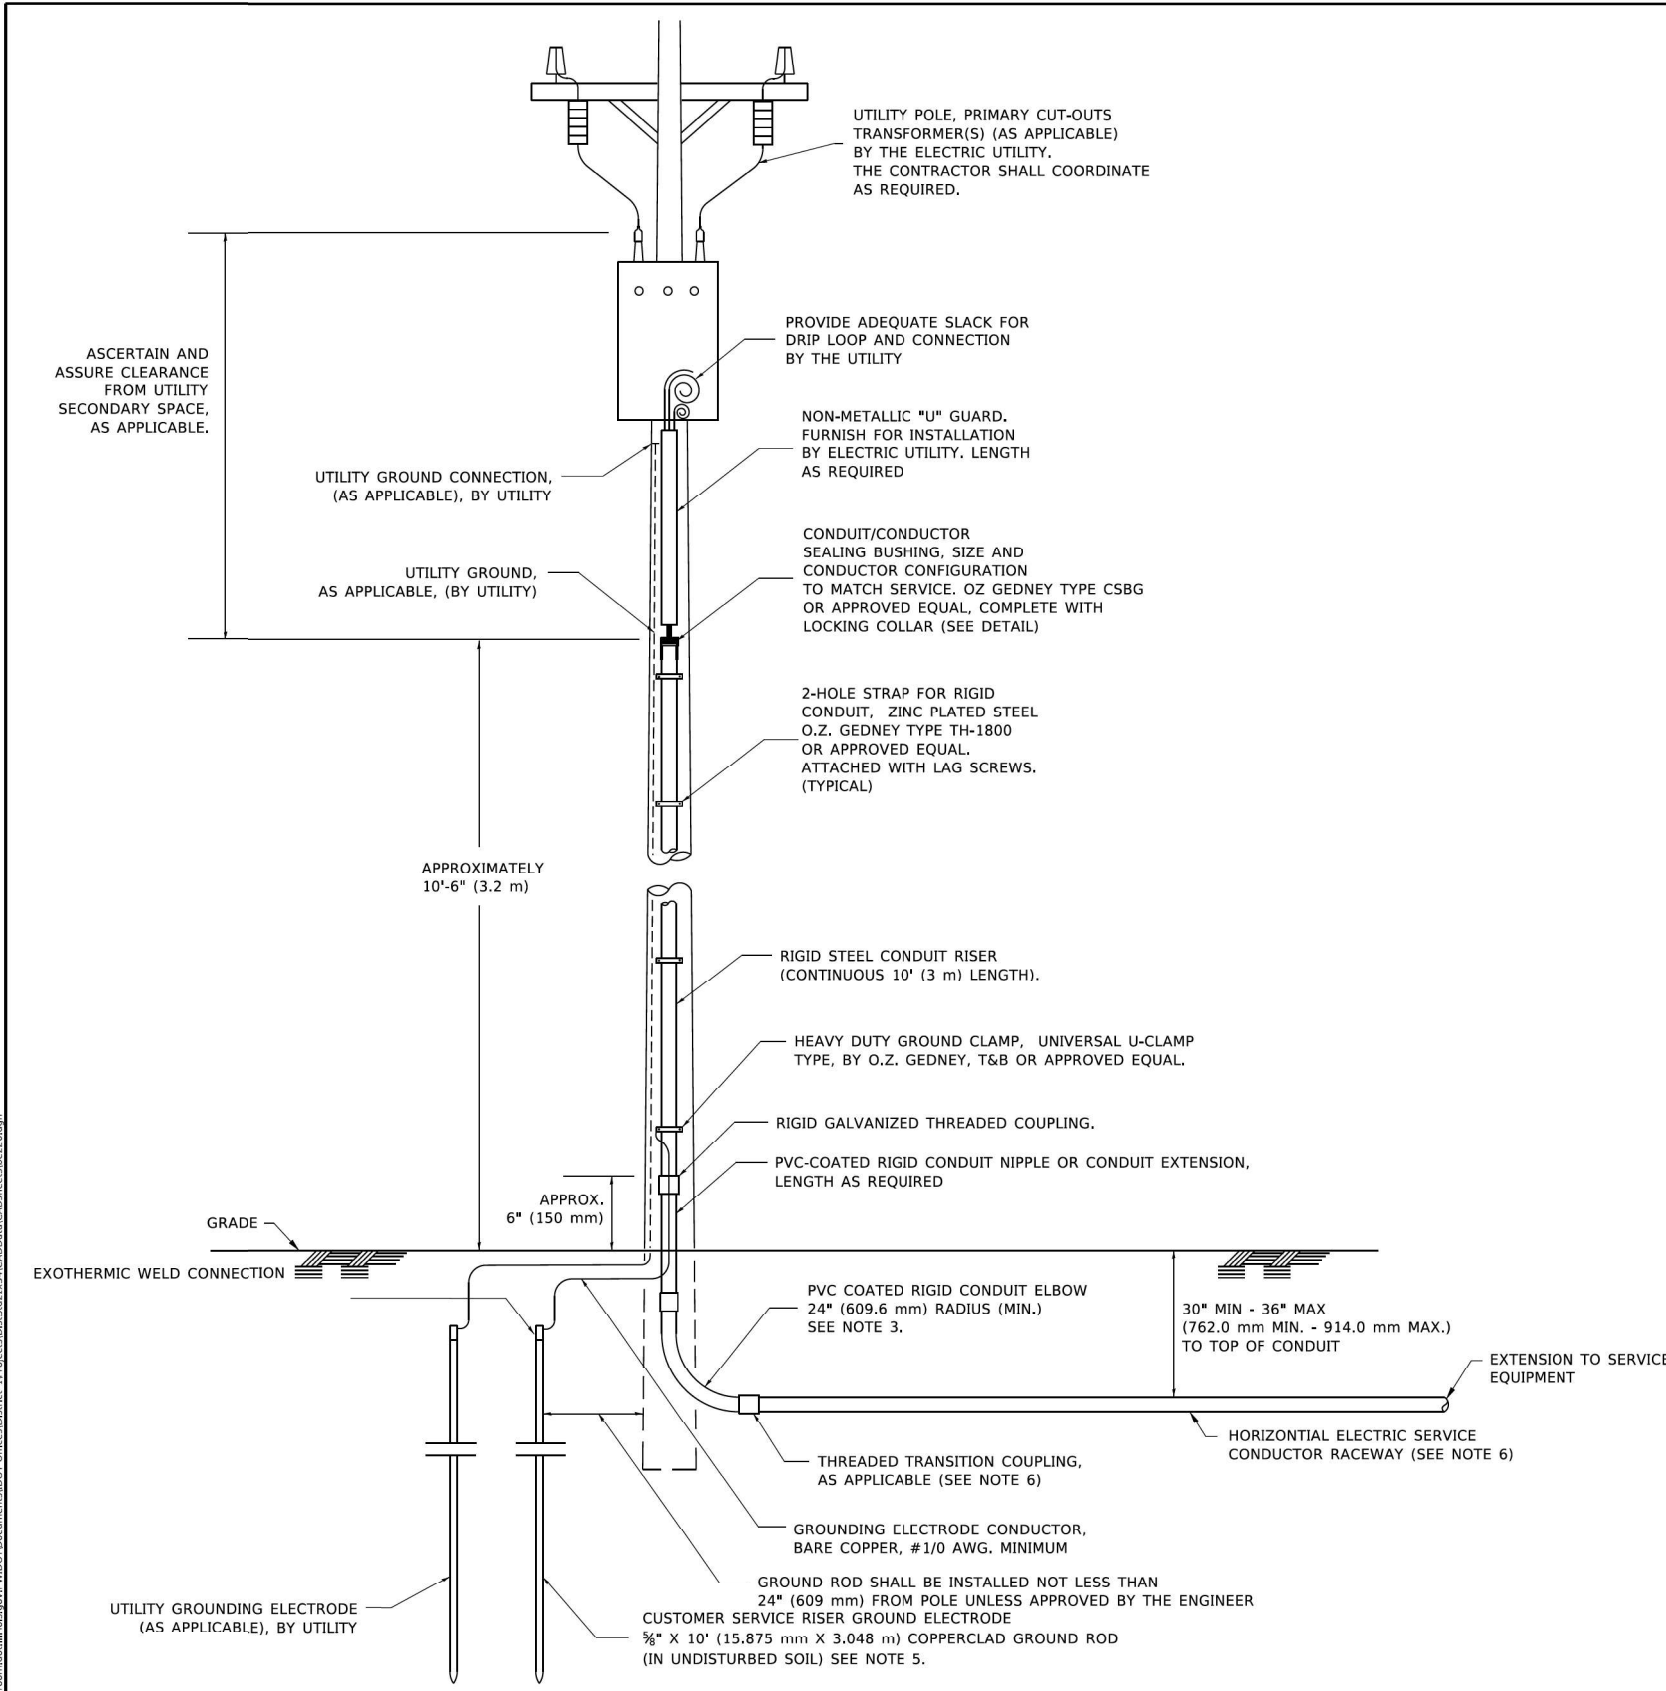 UTILITY POLE, PRIMARY CUT-OUTS
TRANSFORMER(S) (AS APPLICABLE)
BY THE ELECTRIC UTILITY.
THE CONTRACTOR SHALL COORDINATE
AS REQUIRED.
PROVIDE ADEQUATE SLACK FOR
DRIP LOOP AND CONNECTION
BY THE UTILITY
ASCERTAIN AND
ASSURE CLEARANCE
FROM UTILITY
SECONDARY SPACE,
AS APPLICABLE.
NON-METALLIC "U" GUARD.
FURNISH FOR INSTALLATION
BY ELECTRIC UTILITY. LENGTH
AS REQUIRED
UTILITY GROUND CONNECTION,
(AS APPLICABLE), BY UTILITY
CONDUIT/CONDUCTOR
SEALING BUSHING, SIZE AND
CONDUCTOR CONFIGURATION
TO MATCH SERVICE. OZ GEDNEY TYPE CSBG
OR APPROVED EQUAL, COMPLETE WITH
LOCKING COLLAR (SEE DETAIL)
UTILITY GROUND,
AS APPLICABLE, (BY UTILITY)
2-HOLE STRAP FOR RIGID
CONDUIT, ZINC PLATED STEEL
O.Z. GEDNEY TYPE TH-1800
OR APPROVED EQUAL.
ATTACHED WITH LAG SCREWS.
(TYPICAL)
APPROXIMATELY
10'-6" (3.2 m)
RIGID STEEL CONDUIT RISER
(CONTINUOUS 10' (3 m) LENGTH).
HEAVY DUTY GROUND CLAMP, UNIVERSAL U-CLAMP
TYPE, BY O.Z. GEDNEY, T&B OR APPROVED EQUAL.
RIGID GALVANIZED THREADED COUPLING.
PVC-COATED RIGID CONDUIT NIPPLE OR CONDUIT EXTENSION,
LENGTH AS REQUIRED
APPROX.
6" (150 mm)
GRADE
EXOTHERMIC WELD CONNECTION
PVC COATED RIGID CONDUIT ELBOW
24" (609.6 mm) RADIUS (MIN.)
SEE NOTE 3.
30" MIN - 36" MAX
(762.0 mm MIN. - 914.0 mm MAX.)
TO TOP OF CONDUIT
EXTENSION TO SERVICE
EQUIPMENT
HORIZONTIAL ELECTRIC SERVICE
CONDUCTOR RACEWAY (SEE NOTE 6)
THREADED TRANSITION COUPLING,
AS APPLICABLE (SEE NOTE 6)
GROUNDING ELECTRODE CONDUCTOR,
BARE COPPER, #1/0 AWG. MINIMUM
GROUND ROD SHALL BE INSTALLED NOT LESS THAN
24" (609 mm) FROM POLE UNLESS APPROVED BY THE ENGINEER
UTILITY GROUNDING ELECTRODE
(AS APPLICABLE), BY UTILITY
CUSTOMER SERVICE RISER GROUND ELECTRODE
⅝" X 10' (15.875 mm X 3.048 m) COPPERCLAD GROUND ROD
(IN UNDISTURBED SOIL) SEE NOTE 5.